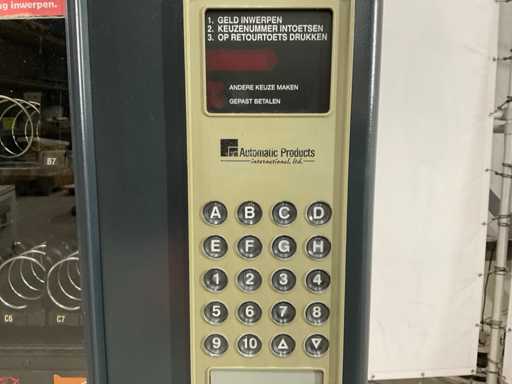 g inwerpen.
1. GELD INWERPEN
2. KEUZENUMMER INTOETSEN
3. OP RETOURTOETS DRUKKEN
ANDERE KEUZE MAKEN
GEPAST BETALEN
Automatic Products
international, ltd.
A B C D
E F G H
1 2 3 4
5 6 7 8
9 10
B7
C6 C7